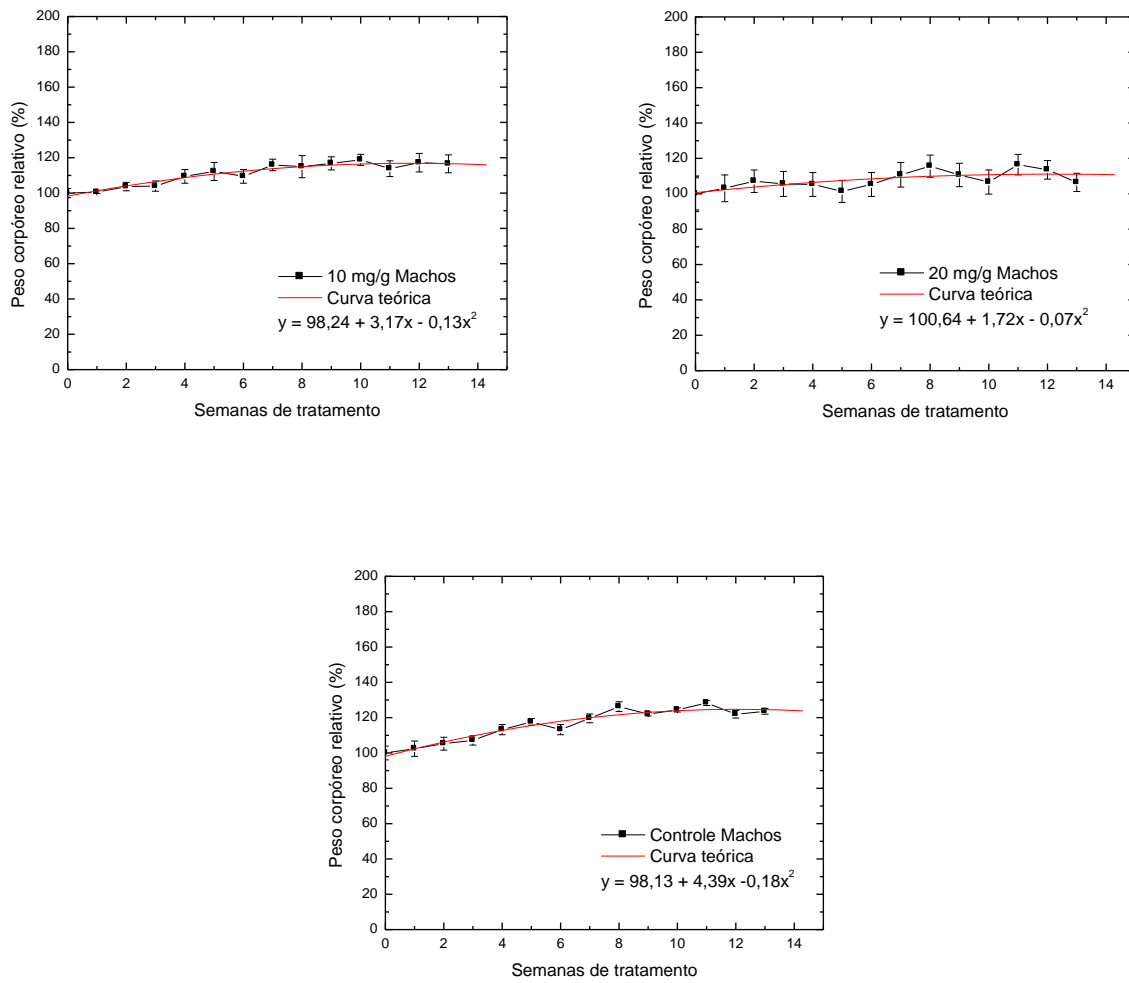 200
180
160
140
120
100
80
60
40
20
0
Peso corpóreo relativo (%)
10 mg/g Machos
Curva teórica
y = 98,24 + 3,17x - 0,13x²
0 2 4 6 8 10 12 14
Semanas de tratamento
200
180
160
140
120
100
80
60
40
20
0
Peso corpóreo relativo (%)
20 mg/g Machos
Curva teórica
y = 100,64 + 1,72x - 0,07x²
0 2 4 6 8 10 12 14
Semanas de tratamento
200
180
160
140
120
100
80
60
40
20
0
Peso corpóreo relativo (%)
Controle Machos
Curva teórica
y = 98,13 + 4,39x -0,18x²
0 2 4 6 8 10 12 14
Semanas de tratamento